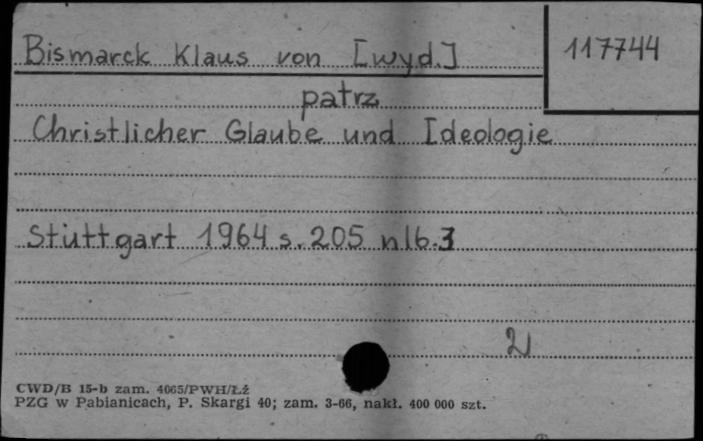 Bismarck Klaus von [wyd.]
117744
patrz
Christlicher Glaube und Ideologie
Stuttgart 1964 s. 205 nlb. 3
CWD/B 15-b zam. 4065/PWH/Łż
PZG w Pabianicach, P. Skargi 40; zam. 3-66, nakł. 400 000 szt.